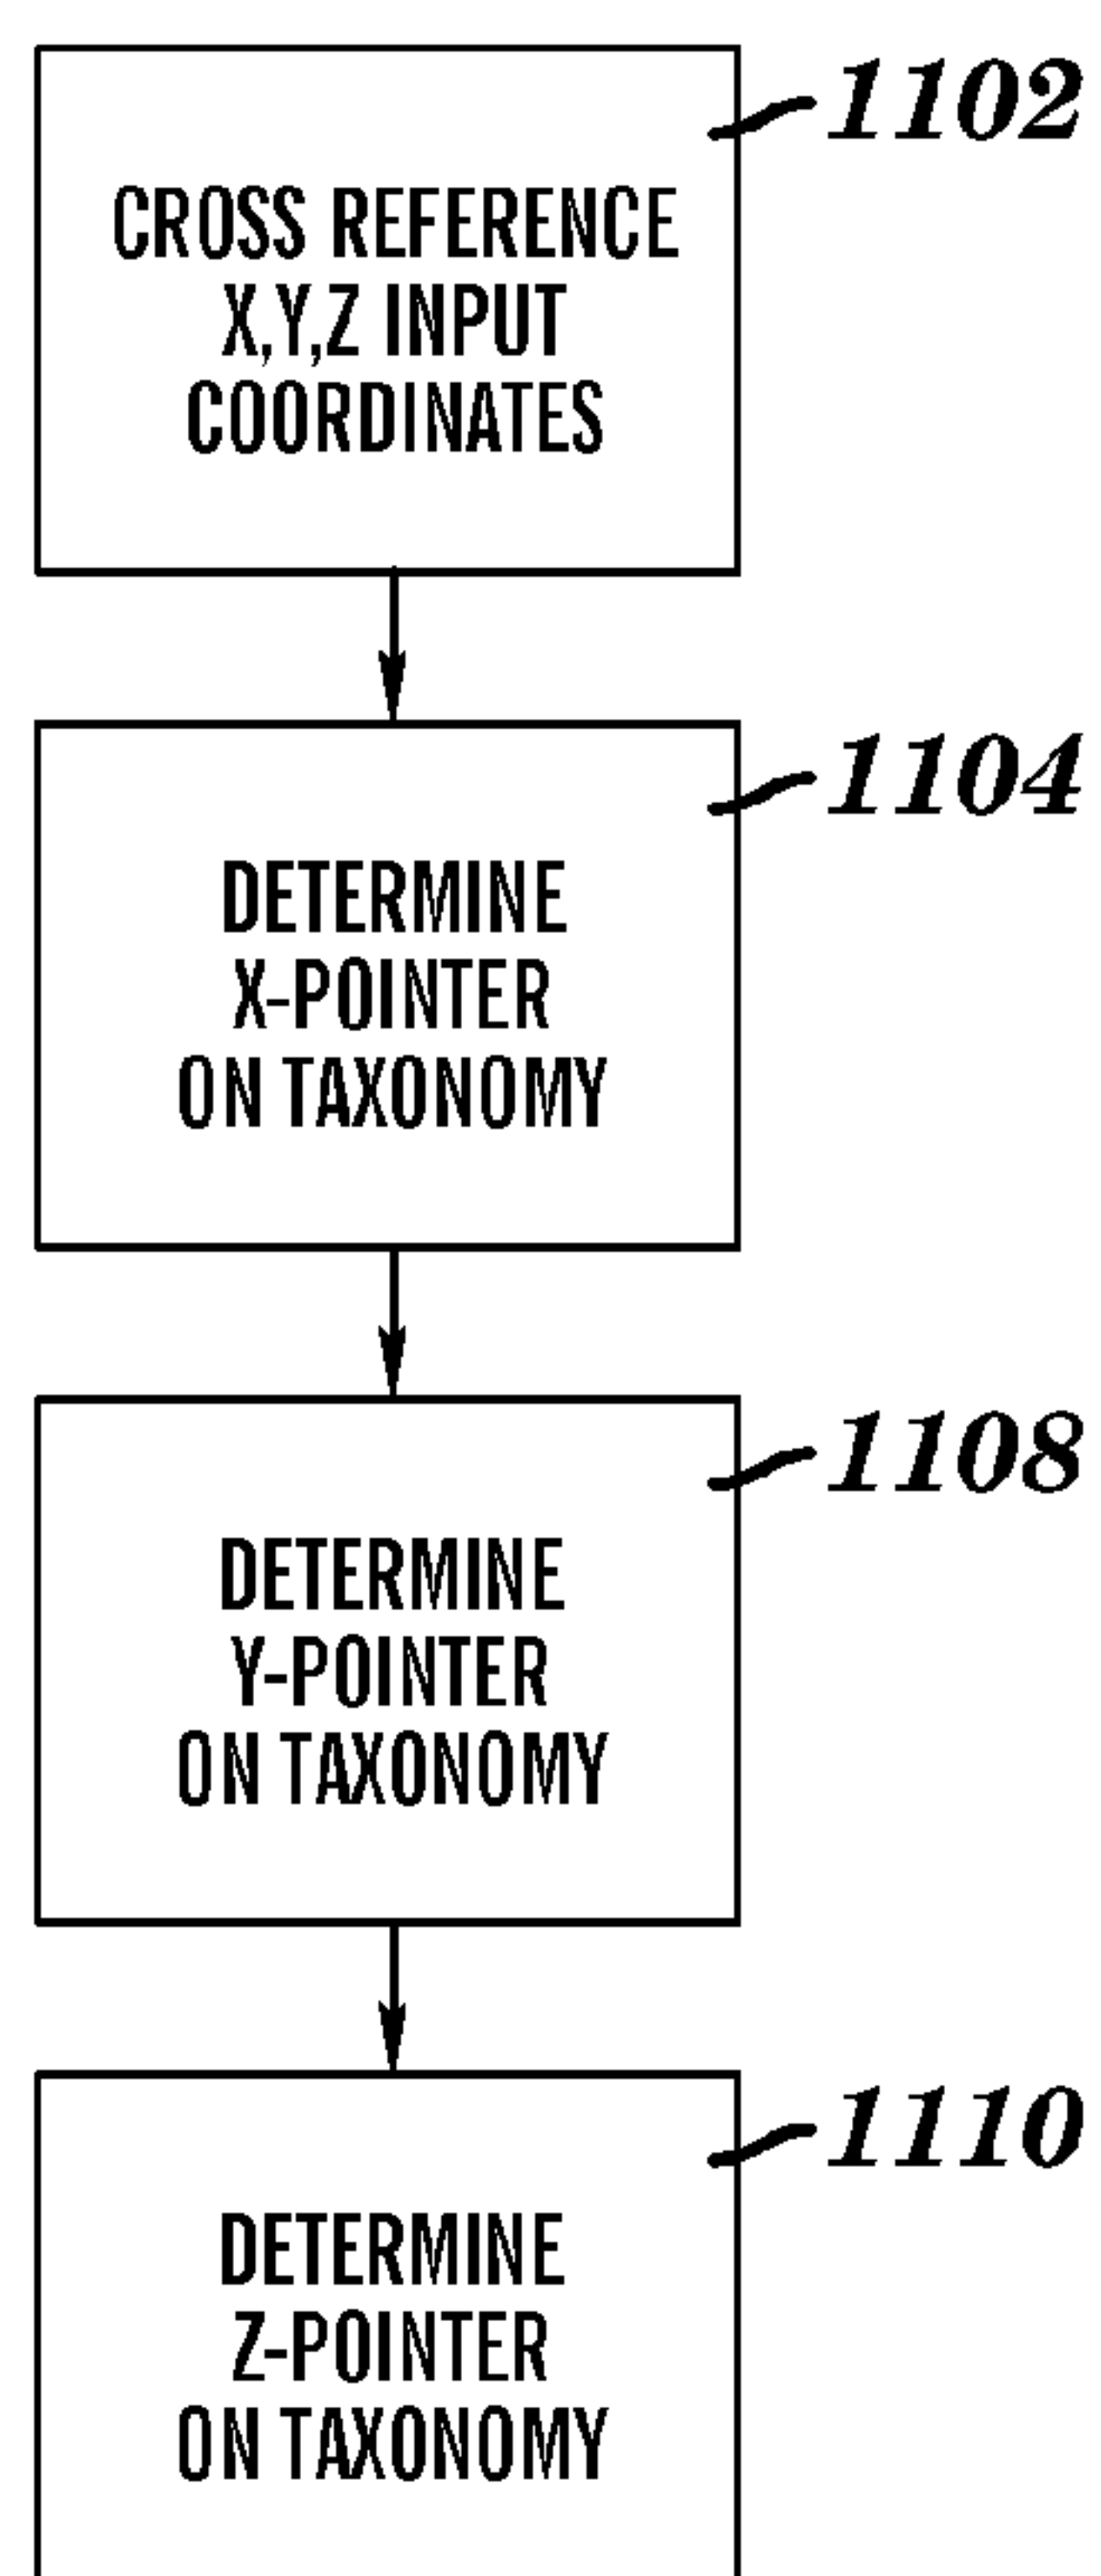 1102
CROSS REFERENCE
X,Y,Z INPUT
COORDINATES
1104
DETERMINE
X-POINTER
ON TAXONOMY
1108
DETERMINE
Y-POINTER
ON TAXONOMY
1110
DETERMINE
Z-POINTER
ON TAXONOMY